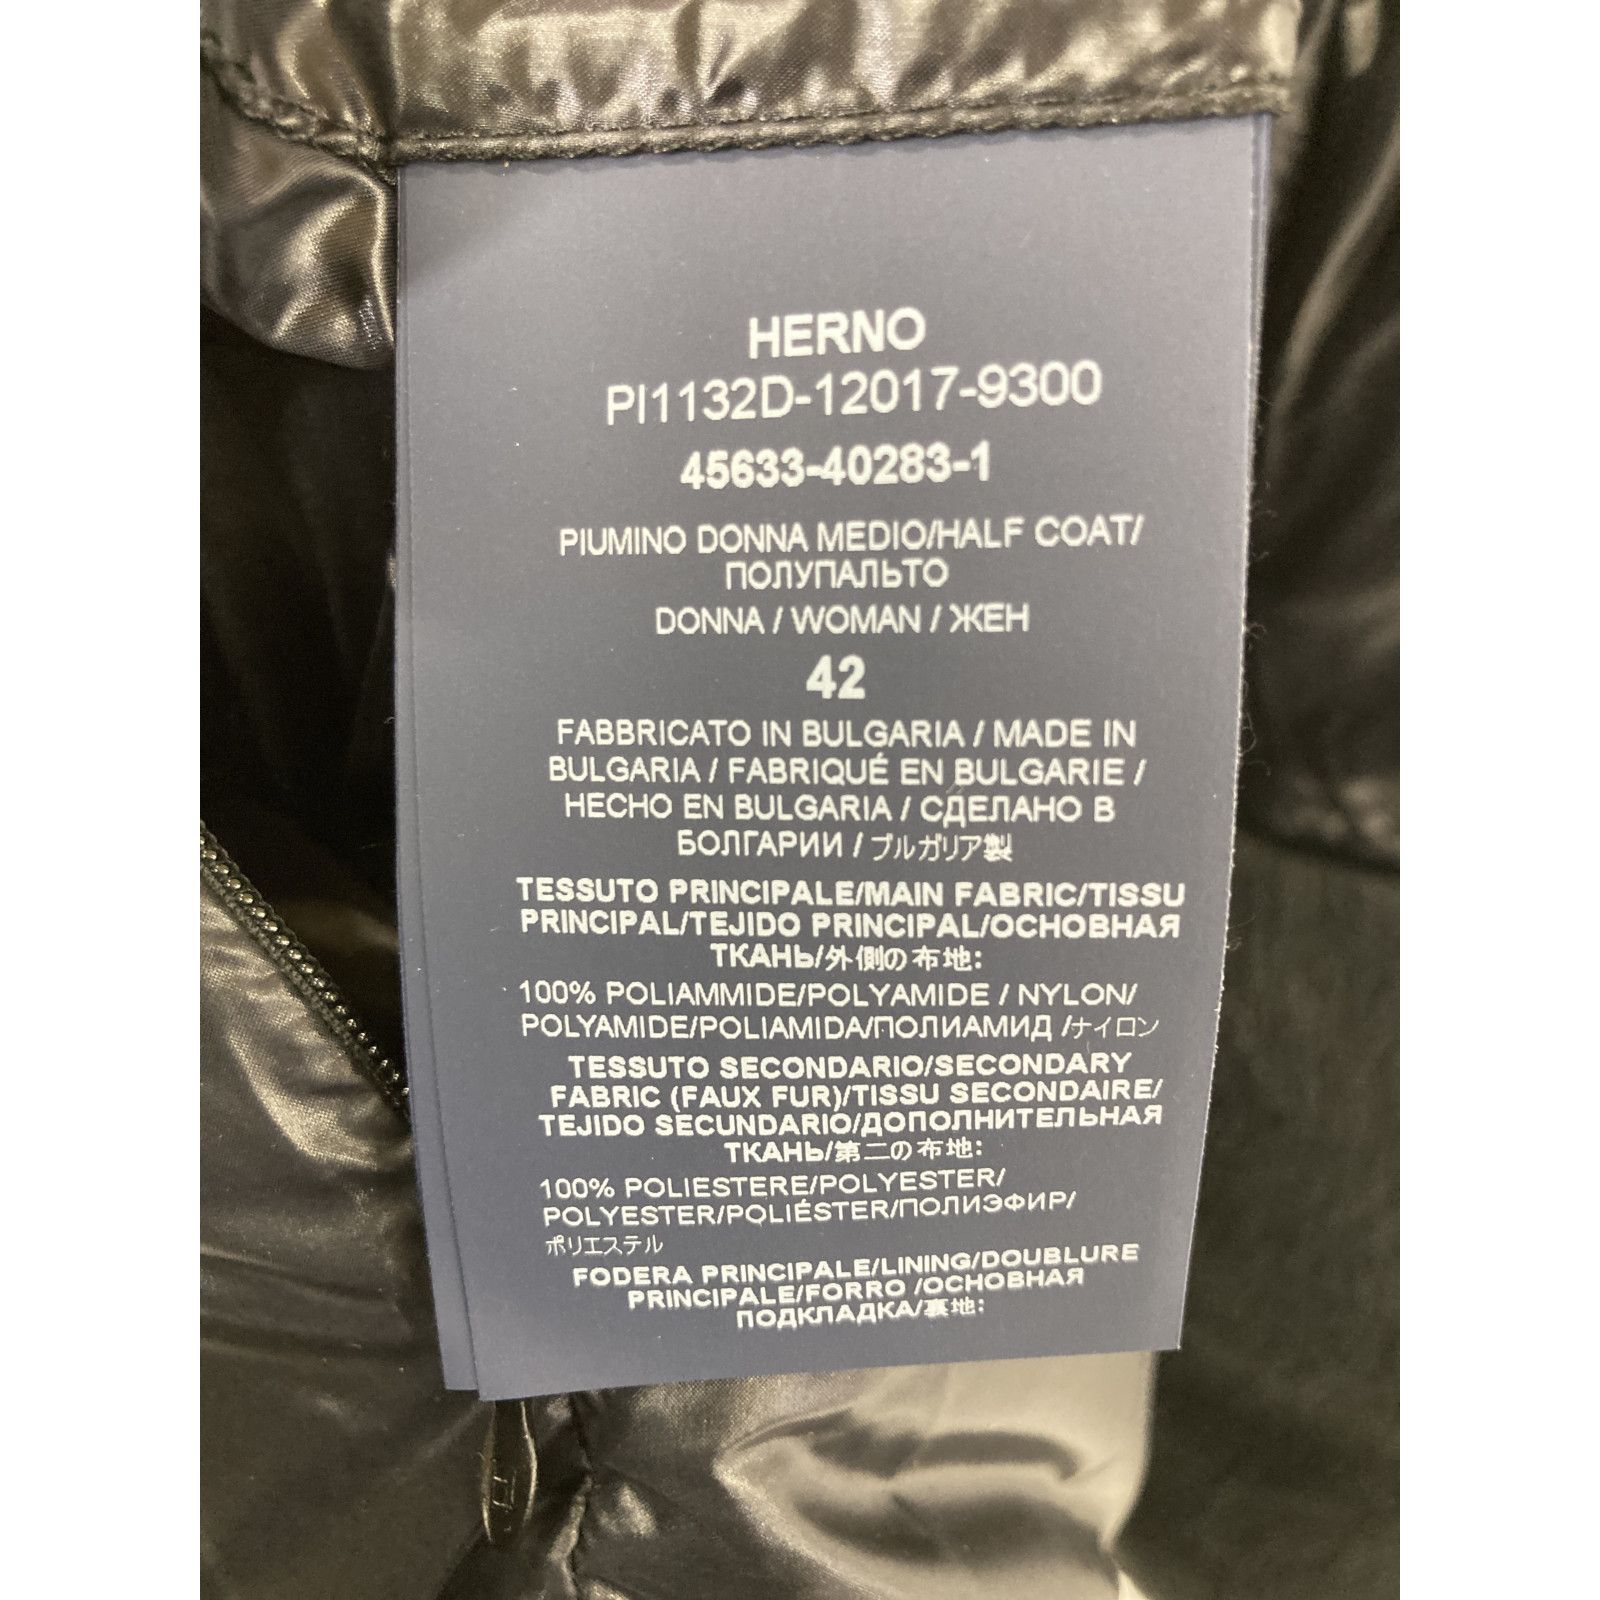 HERNO
PI1132D-12017-9300
45633-40283-1
PIUMINO DONNA MEDIO/HALF COAT/
ПОЛУПАЛЬТО
DONNA / WOMAN / ЖЕН
42
FABBRICATO IN BULGARIA / MADE IN
BULGARIA / FABRIQUÉ EN BULGARIE /
HECHO EN BULGARIA / СДЕЛАНО В
БОЛГАРИИ / ブルガリア製
TESSUTO PRINCIPALE/MAIN FABRIC/TISSU
PRINCIPAL/TEJIDO PRINCIPAL/ОСНОВНАЯ
ТКАНЬ/外側の布地:
100% POLIAMMIDE/POLYAMIDE / NYLON/
POLYAMIDE/POLIAMIDA/ПОЛИАМИД /ナイロン
TESSUTO SECONDARIO/SECONDARY
FABRIC (FAUX FUR)/TISSU SECONDAIRE/
TEJIDO SECUNDARIO/ДОПОЛНИТЕЛЬНАЯ
ТКАНЬ/第二の布地:
100% POLIESTERE/POLYESTER/
POLYESTER/POLIÉSTER/ПОЛИЭФИР/
ポリエステル
FODERA PRINCIPALE/LINING/DOUBLURE
PRINCIPALE/FORRO /ОСНОВНАЯ
ПОДКЛАДКА/裏地: